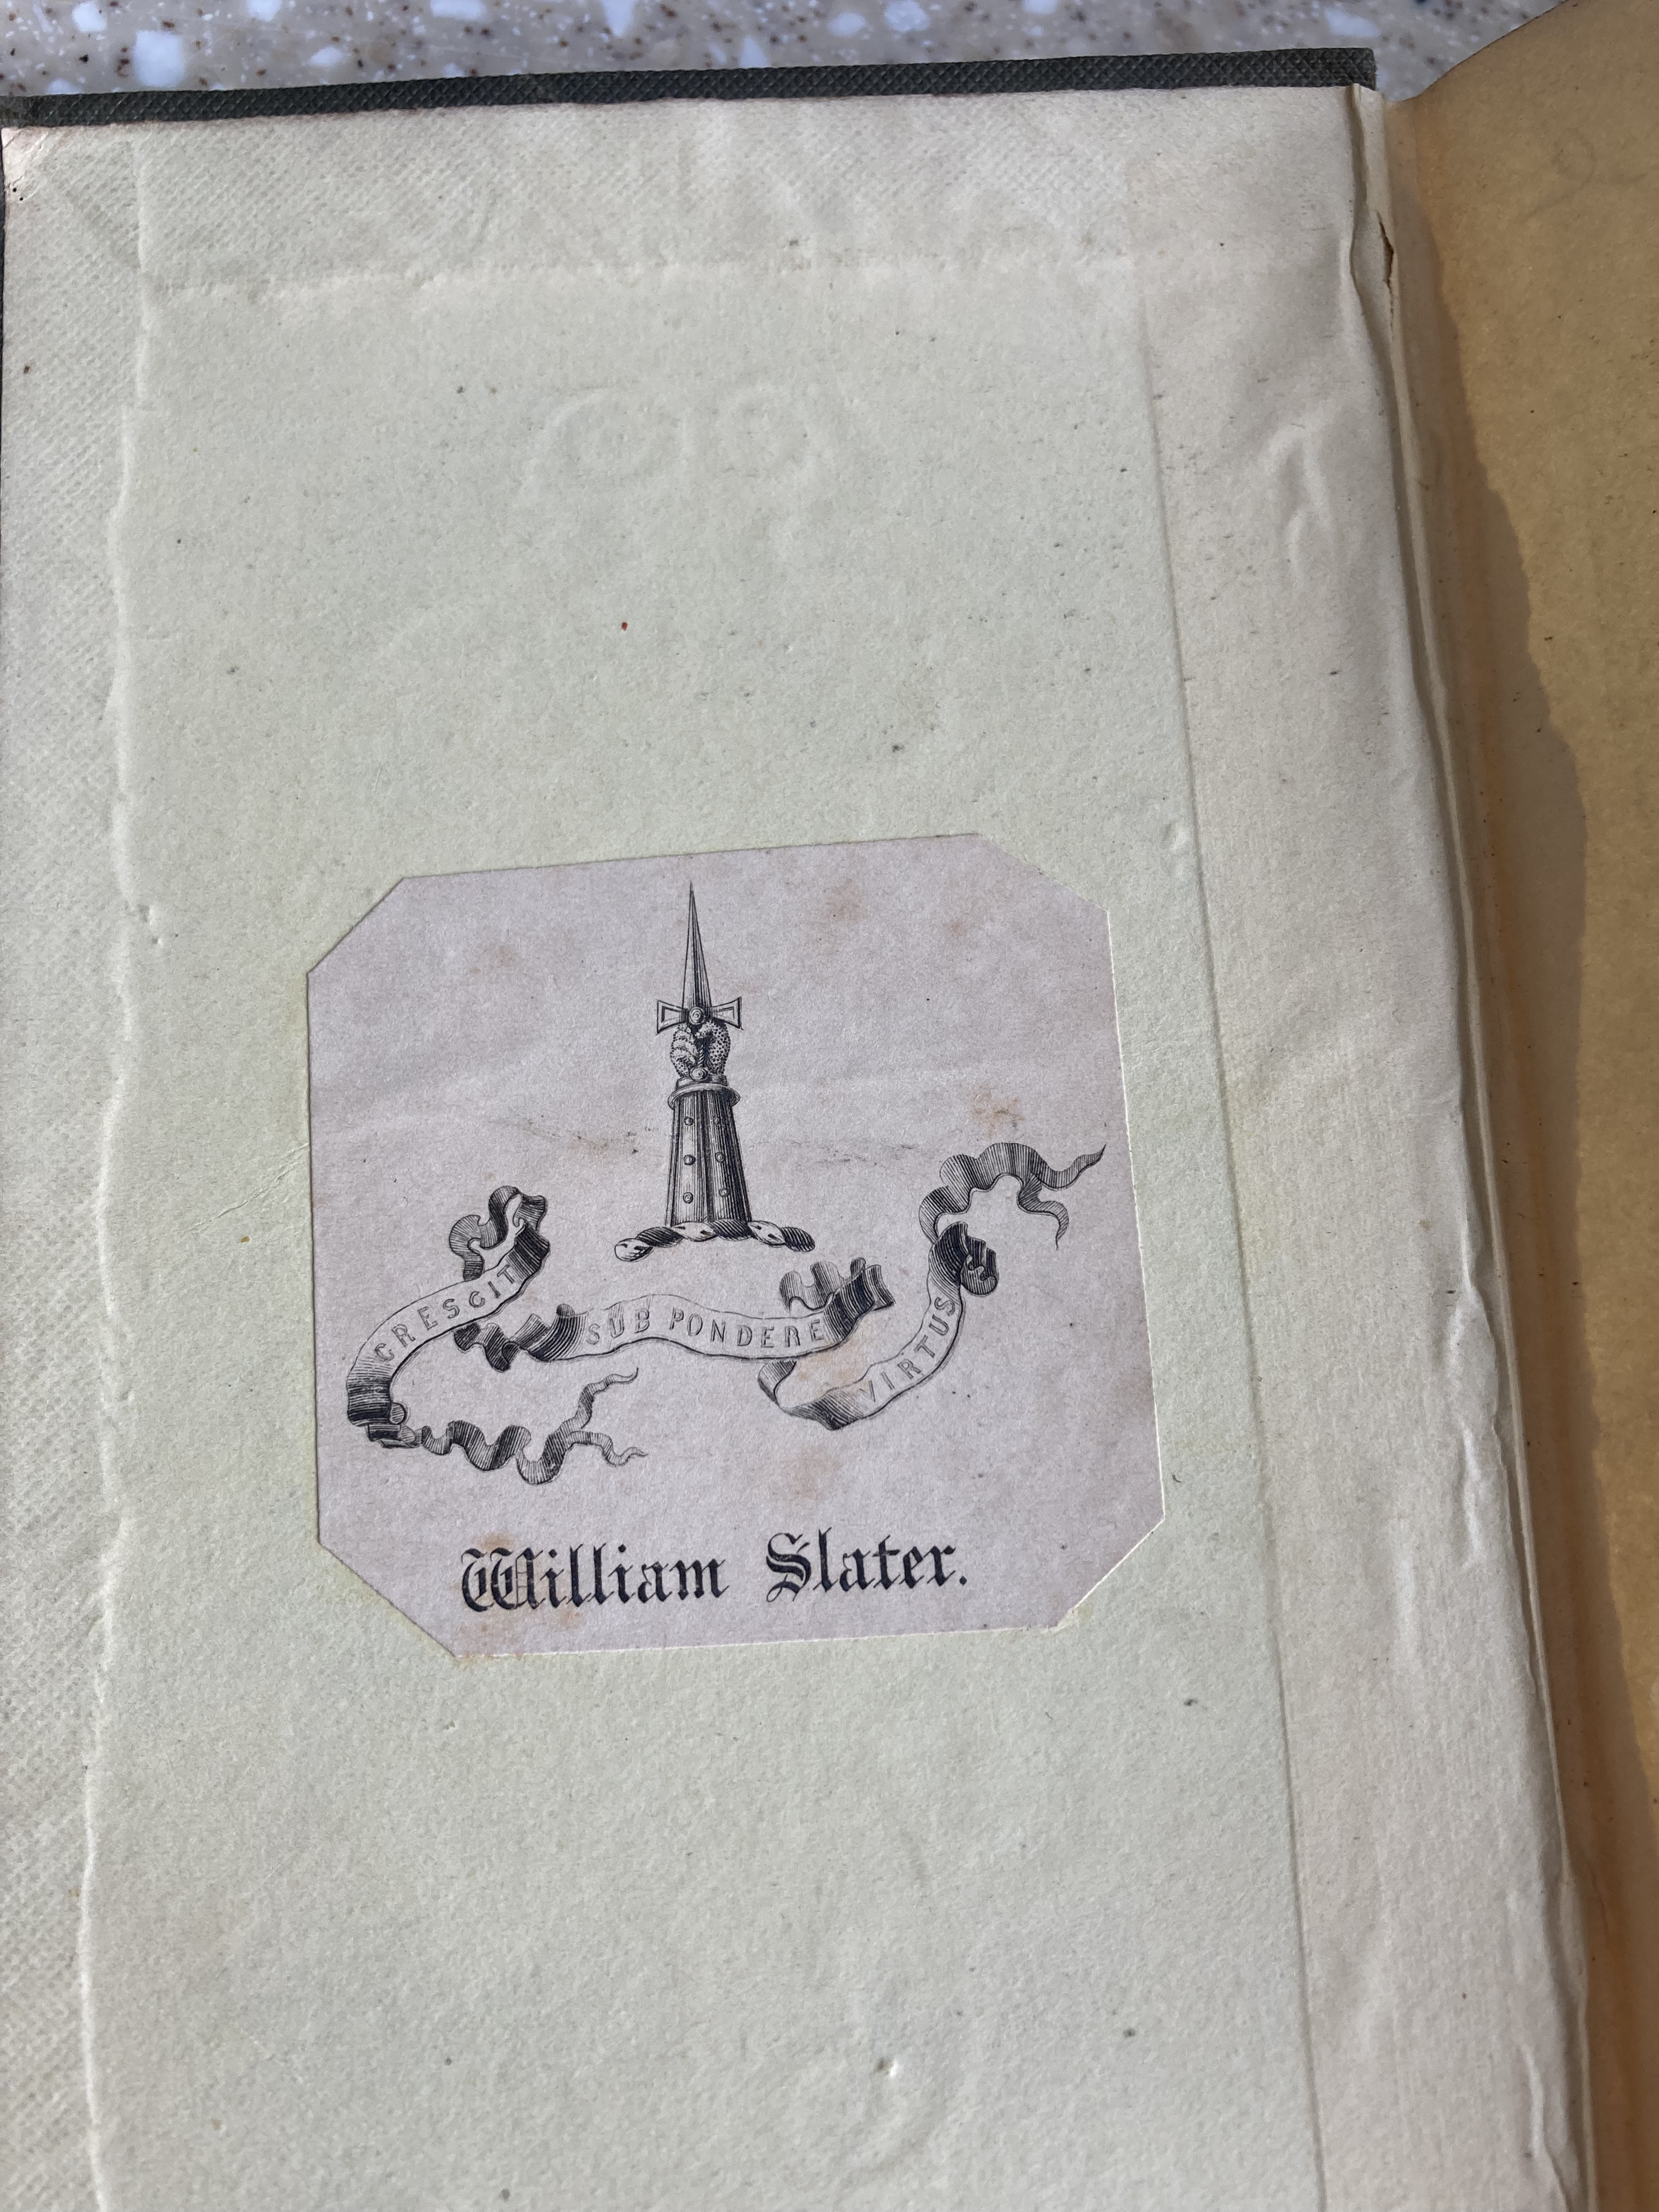 CRESCIT SUB PONDERE VIRTUS
William Slater.